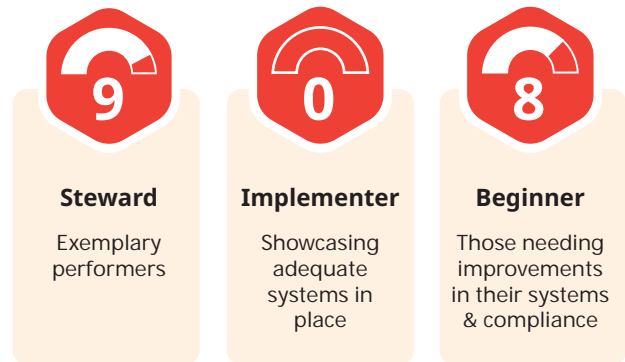 9
Steward
Exemplary
performers
0
Implementer
Showcasing
adequate
systems in
place
8
Beginner
Those needing
improvements
in their systems
& compliance